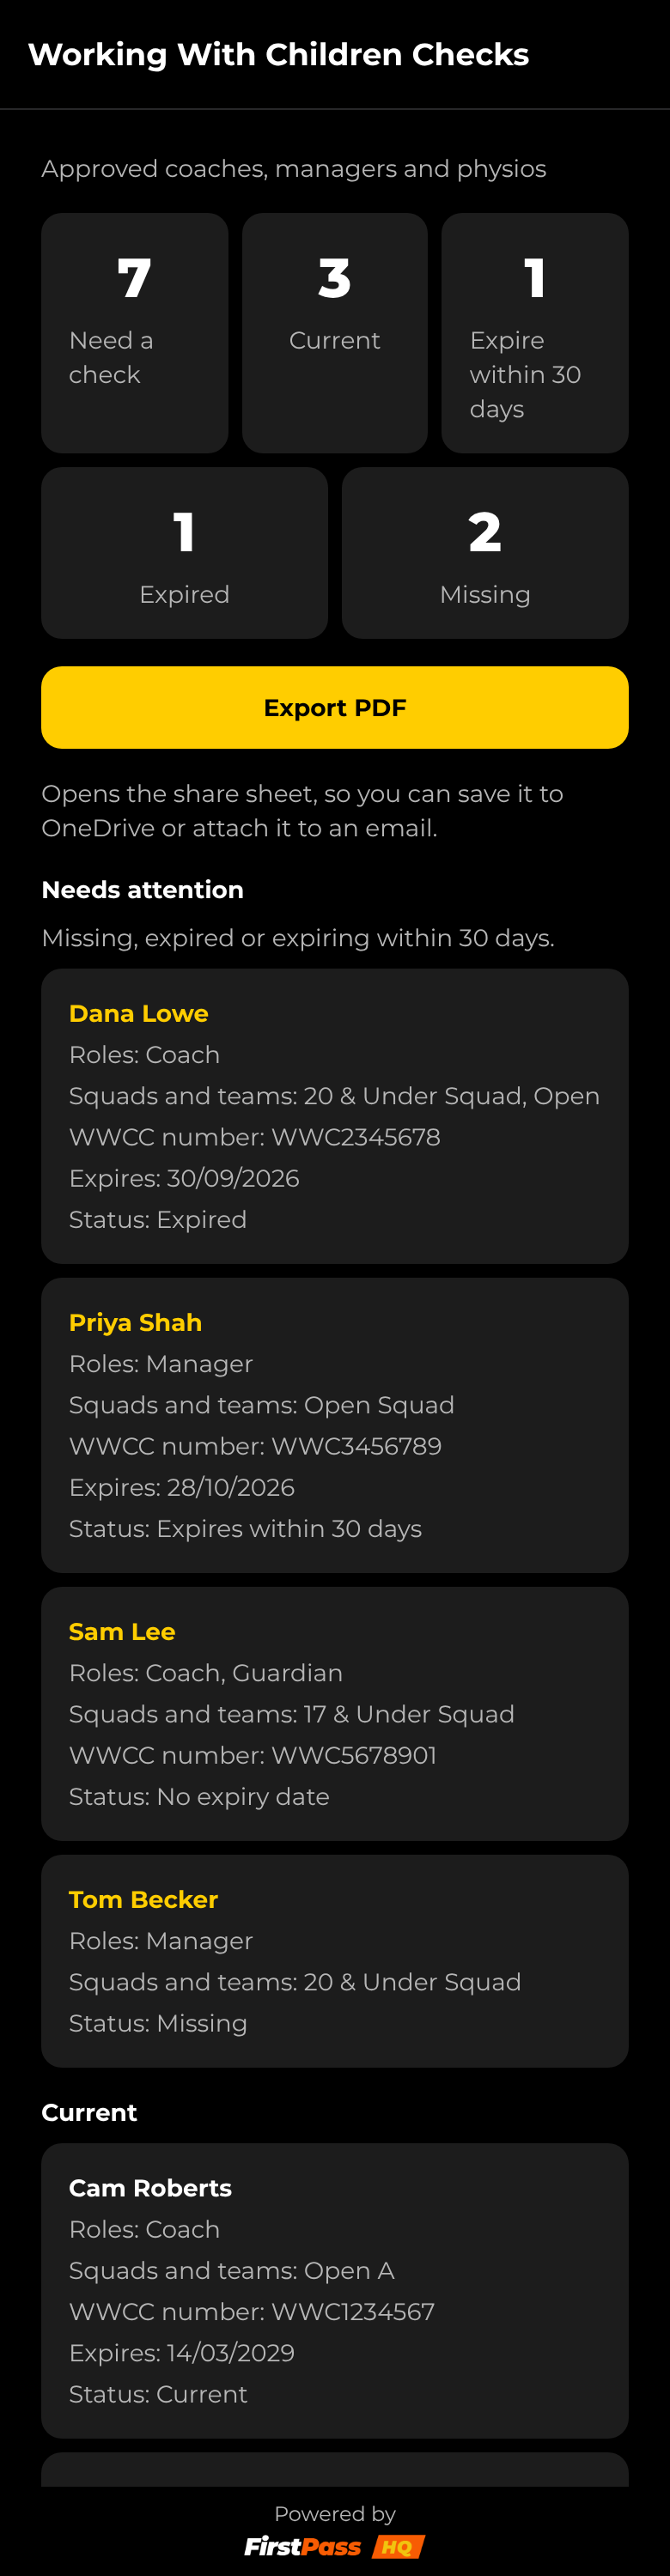 Working With Children Checks
Approved coaches, managers and physios
7
Need a
check
3
Current
1
Expire
within 30
days
1
Expired
2
Missing
Export PDF
Opens the share sheet, so you can save it to
OneDrive or attach it to an email.
Needs attention
Missing, expired or expiring within 30 days.
Dana Lowe
Roles: Coach
Squads and teams: 20 & Under Squad, Open
WWCC number: WWC2345678
Expires: 30/09/2026
Status: Expired
Priya Shah
Roles: Manager
Squads and teams: Open Squad
WWCC number: WWC3456789
Expires: 28/10/2026
Status: Expires within 30 days
Sam Lee
Roles: Coach, Guardian
Squads and teams: 17 & Under Squad
WWCC number: WWC5678901
Status: No expiry date
Tom Becker
Roles: Manager
Squads and teams: 20 & Under Squad
Status: Missing
Current
Cam Roberts
Roles: Coach
Squads and teams: Open A
WWCC number: WWC1234567
Expires: 14/03/2029
Status: Current
Powered by
FirstPass HQ